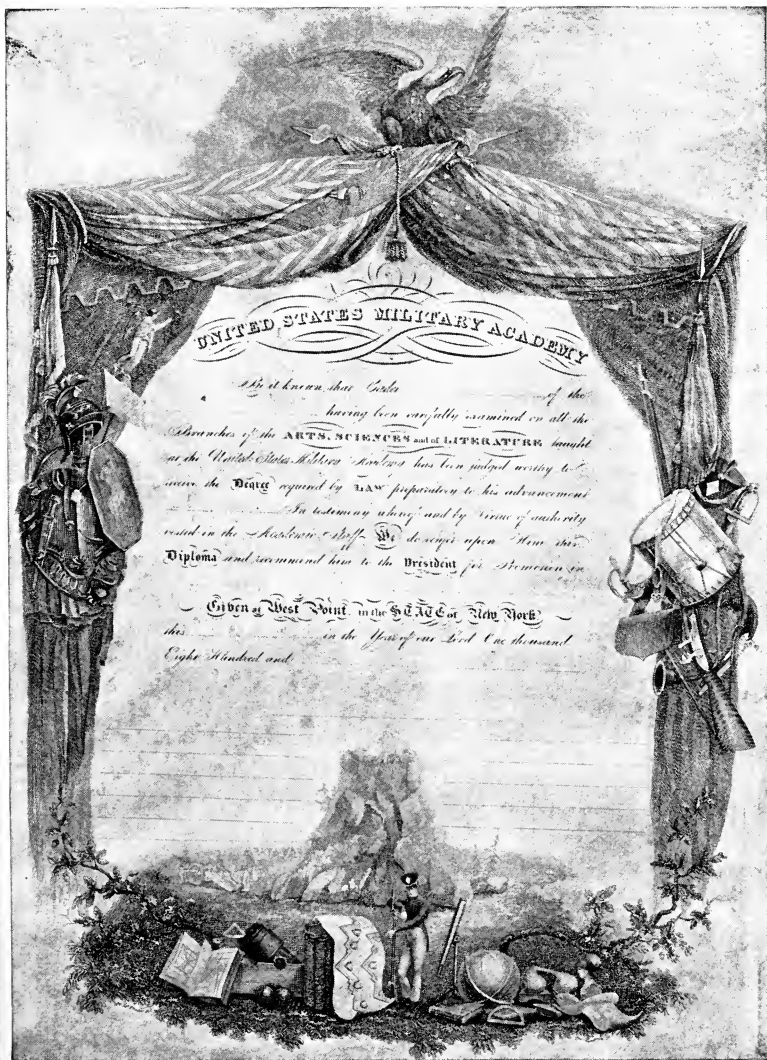 UNITED STATES MILITARY ACADEMY
Be it known, that Cadet of the
having been carefully examined on all the
Branches of the ARTS, SCIENCES and of LITERATURE taught
at the United States Military Academy has been judged worthy to
receive the Degree required by LAW preparatory to his advancement
In testimony whereof and by Virtue of authority
vested in the Academic Staff We do confer upon Him this
Diploma and recommend him to the President for Promotion in
Given at West Point in the STATE of New York
this in the Year of our Lord One thousand
Eight Hundred and